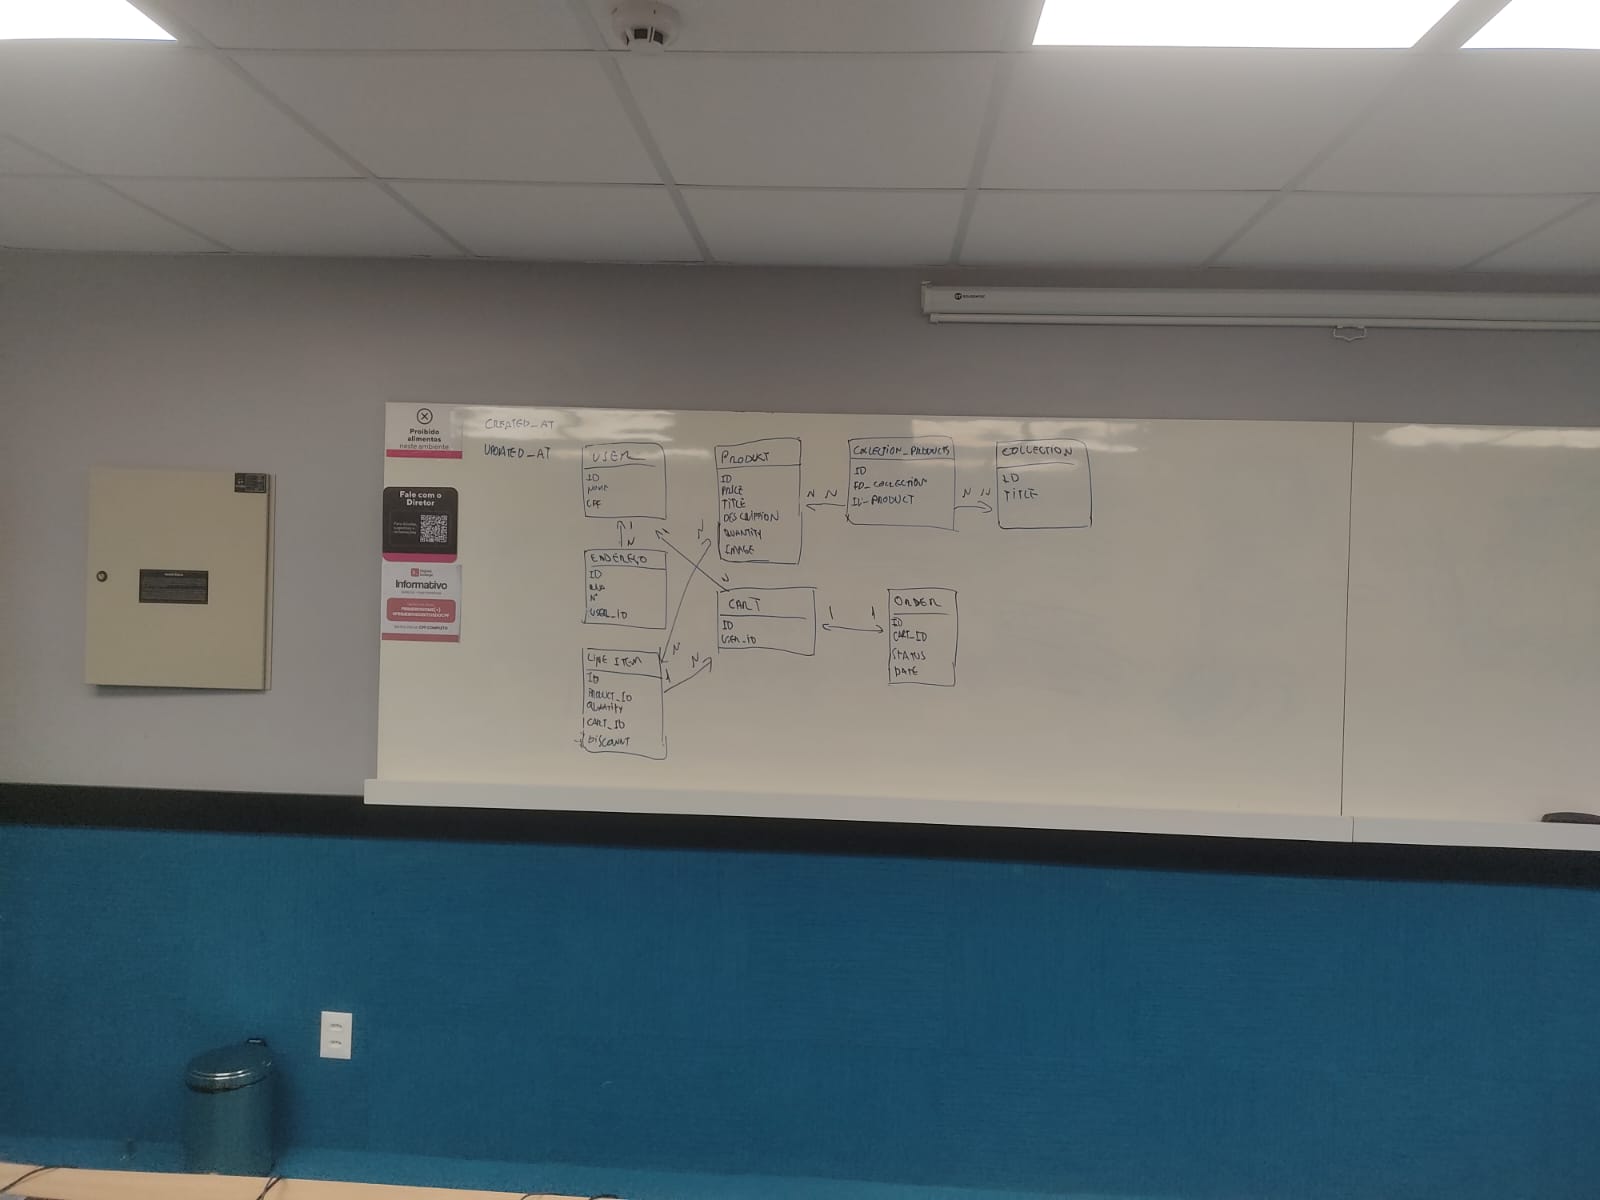 Proibido
alimentos
neste ambiente
Fale com o
Diretor
Informativo
CREATED_AT
UPDATED_AT
USER
ID
NOME
CPF
ENDEREÇO
ID
RUA
N°
USER_ID
LINE ITEM
ID
PRODUCT_ID
QUANTITY
CART_ID
DISCOUNT
PRODUCT
ID
PRICE
TITLE
DESCRIPTION
QUANTITY
IMAGE
CART
ID
USER_ID
COLLECTION_PRODUCTS
ID
ID_COLLECTION
ID_PRODUCT
ORDER
ID
CART_ID
STATUS
DATE
COLLECTION
ID
TITLE
1
N
N
N
1
N
N
N
N
N
N
1
1